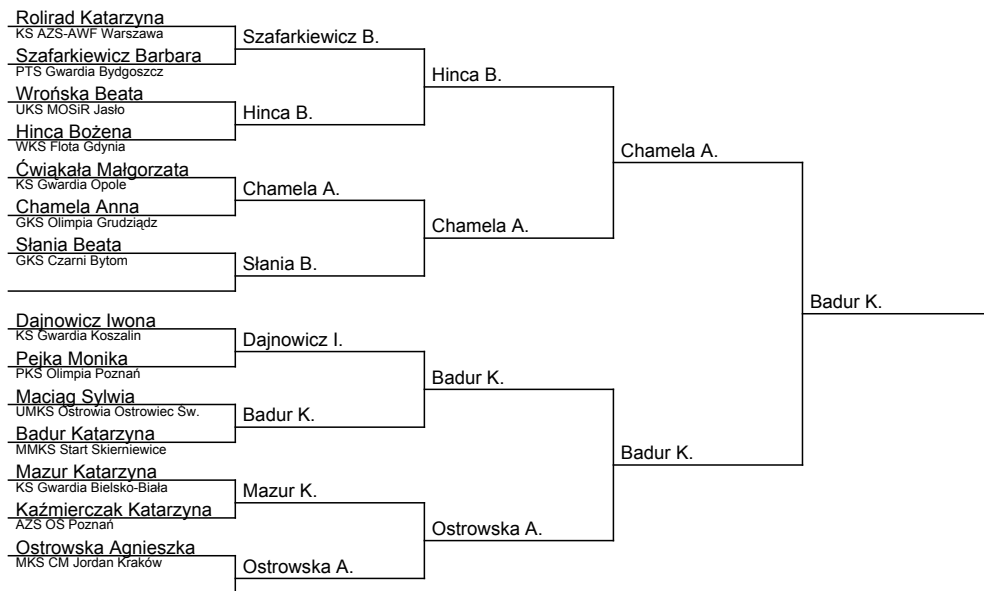 Rolirad Katarzyna
KS AZS-AWF Warszawa
Szafarkiewicz B.
Szafarkiewicz Barbara
PTS Gwardia Bydgoszcz
Hinca B.
Wrońska Beata
UKS MOSiR Jasło
Hinca B.
Hinca Bożena
WKS Flota Gdynia
Chamela A.
Ćwiąkała Małgorzata
KS Gwardia Opole
Chamela A.
Chamela Anna
GKS Olimpia Grudziądz
Chamela A.
Słania Beata
GKS Czarni Bytom
Słania B.
Badur K.
Dajnowicz Iwona
KS Gwardia Koszalin
Dajnowicz I.
Pejka Monika
PKS Olimpia Poznań
Badur K.
Maciąg Sylwia
UMKS Ostrovia Ostrowiec Św.
Badur K.
Badur Katarzyna
MMKS Start Skierniewice
Badur K.
Mazur Katarzyna
KS Gwardia Bielsko-Biała
Mazur K.
Kaźmierczak Katarzyna
AZS OŚ Poznań
Ostrowska A.
Ostrowska Agnieszka
MKS CM Jordan Kraków
Ostrowska A.